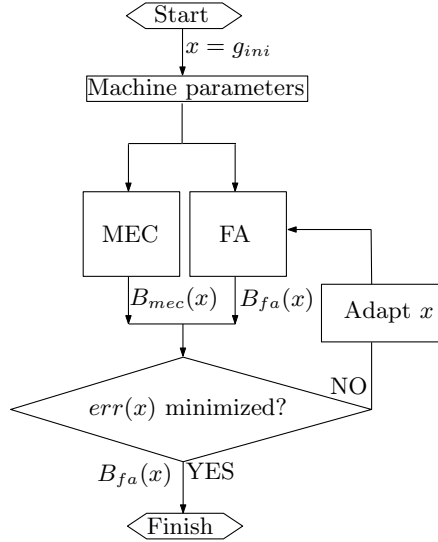 Start
x = g_{ini}
Machine parameters
MEC
FA
B_{mec}(x)
B_{fa}(x)
Adapt x
NO
err(x) minimized?
B_{fa}(x)
YES
Finish